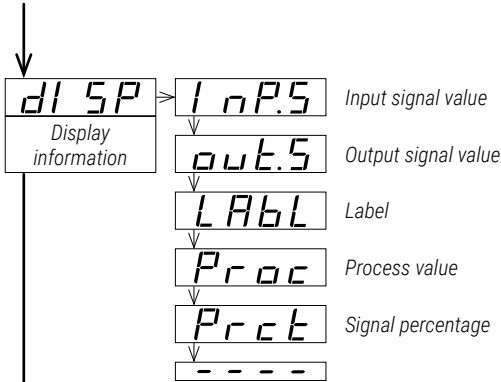 dISP
Display
information
InP.S
Input signal value
out.S
Output signal value
LAbL
Label
Proc
Process value
Prct
Signal percentage
----